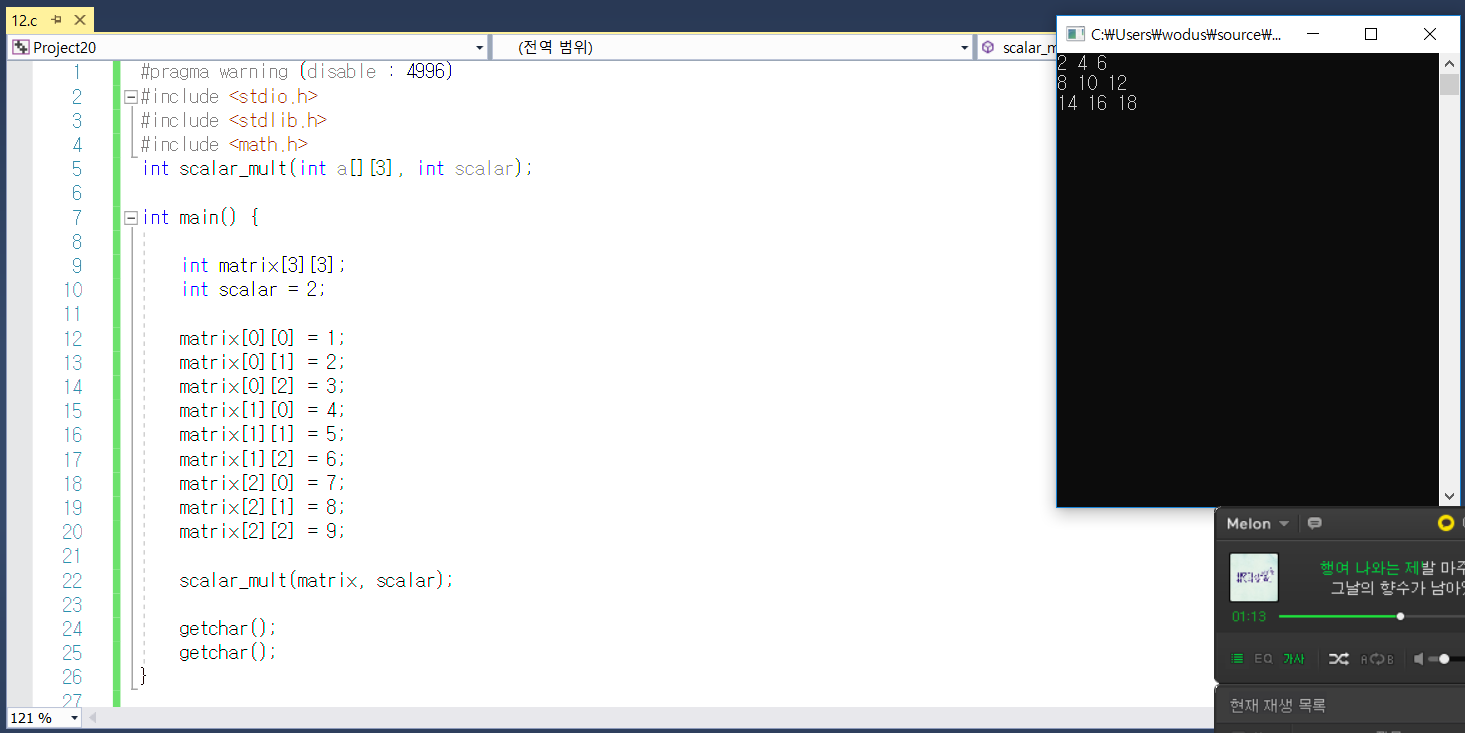 12.c
Project20
(전역 범위)
scalar_m
1 #pragma warning (disable : 4996)
2 #include <stdio.h>
3 #include <stdlib.h>
4 #include <math.h>
5 int scalar_mult(int a[][3], int scalar);
6
7 int main() {
8
9 int matrix[3][3];
10 int scalar = 2;
11
12 matrix[0][0] = 1;
13 matrix[0][1] = 2;
14 matrix[0][2] = 3;
15 matrix[1][0] = 4;
16 matrix[1][1] = 5;
17 matrix[1][2] = 6;
18 matrix[2][0] = 7;
19 matrix[2][1] = 8;
20 matrix[2][2] = 9;
21
22 scalar_mult(matrix, scalar);
23
24 getchar();
25 getchar();
26 }
27
121 %
C:₩Users₩wodus₩source₩...
2 4 6
8 10 12
14 16 18
Melon
행여 나와는 제발 마주
그날의 향수가 남아
01:13
EQ 가사 A B
현재 재생 목록